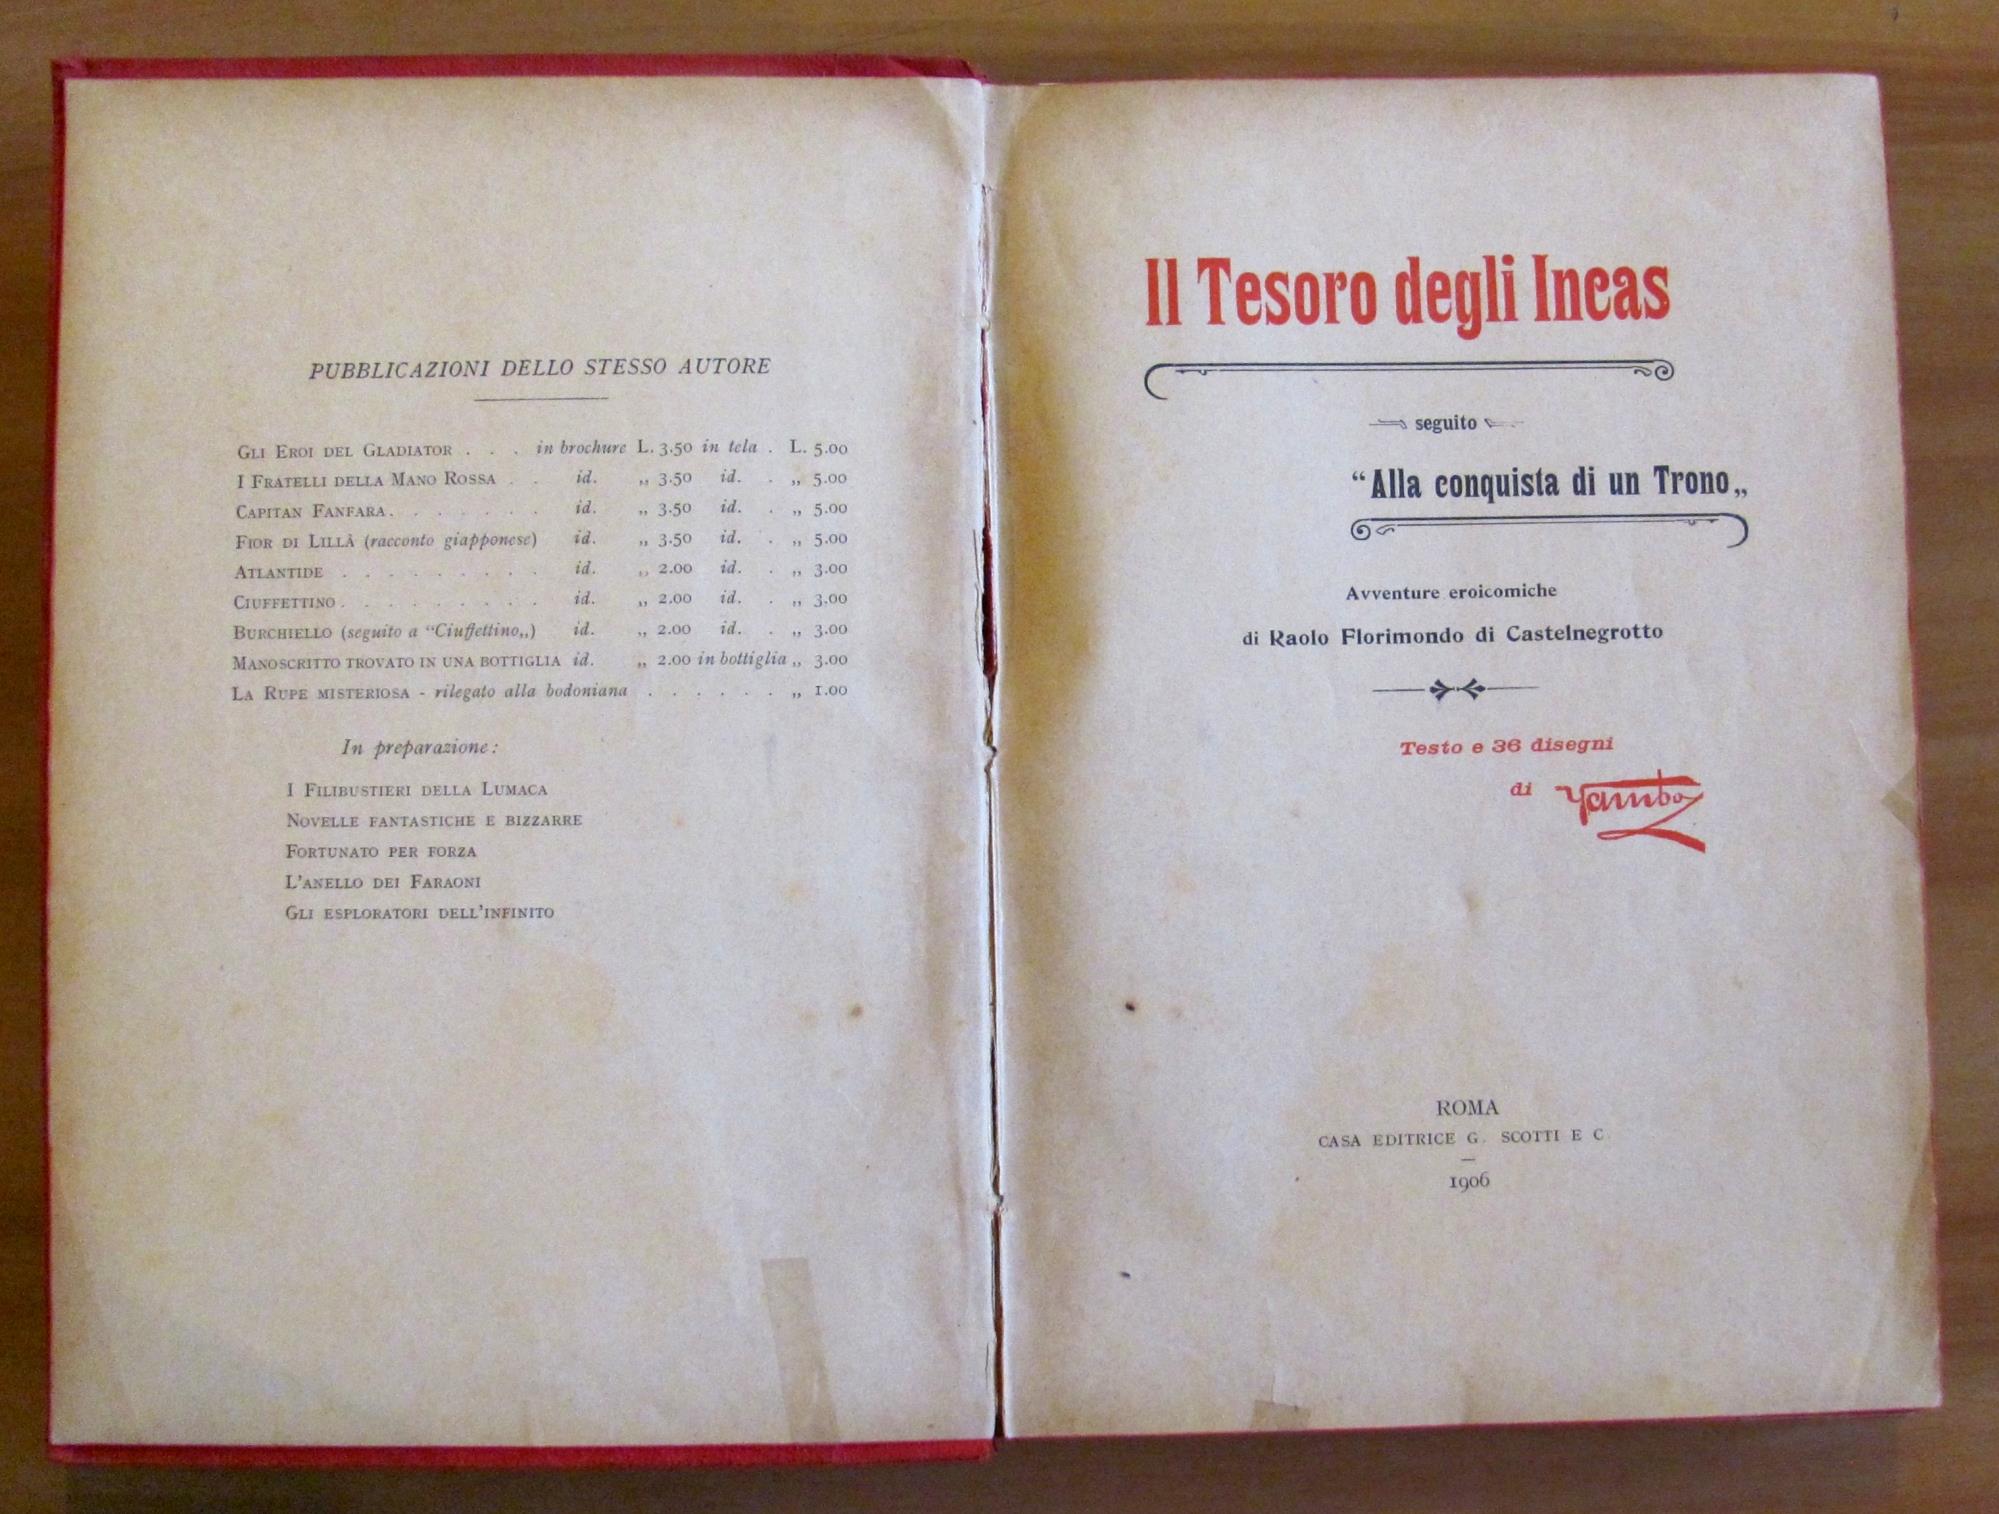 PUBBLICAZIONI DELLO STESSO AUTORE
GLI EROI DEL GLADIATOR . . . in brochure L. 3.50 in tela . L. 5.00
I FRATELLI DELLA MANO ROSSA . . id. „ 3.50 id. . „ 5.00
CAPITAN FANFARA . . . . . . id. „ 3.50 id. . „ 5.00
FIOR DI LILLÀ (racconto giapponese) id. „ 3.50 id. . „ 5.00
ATLANTIDE . . . . . . . . id. „ 2.00 id. . „ 3.00
CIUFFETTINO . . . . . . . . id. „ 2.00 id. . „ 3.00
BURCHIELLO (seguito a “Ciuffettino„) id. „ 2.00 id. . „ 3.00
MANOSCRITTO TROVATO IN UNA BOTTIGLIA id. „ 2.00 in bottiglia „ 3.00
LA RUPE MISTERIOSA - rilegato alla bodoniana . . . . . . „ 1.00
In preparazione:
I FILIBUSTIERI DELLA LUMACA
NOVELLE FANTASTICHE E BIZZARRE
FORTUNATO PER FORZA
L'ANELLO DEI FARAONI
GLI ESPLORATORI DELL'INFINITO
Il Tesoro degli Incas
seguito
“Alla conquista di un Trono„
Avventure eroicomiche
di Raolo Florimondo di Castelnegrotto
Testo e 36 disegni
di Yambo
ROMA
CASA EDITRICE G. SCOTTI E C.
1906